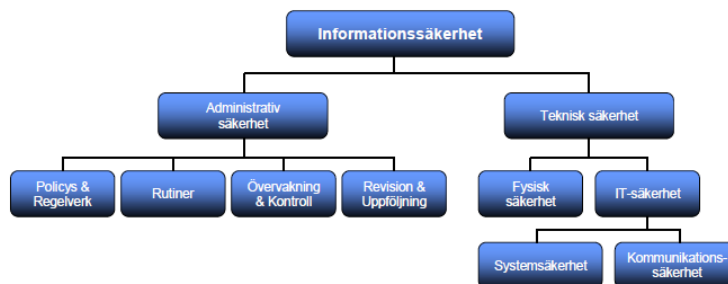 Informationssäkerhet
Administrativ
säkerhet
Teknisk säkerhet
Policys &
Regelverk
Rutiner
Övervakning
& Kontroll
Revision &
Uppföljning
Fysisk
säkerhet
IT-säkerhet
Systemsäkerhet
Kommunikations-
säkerhet